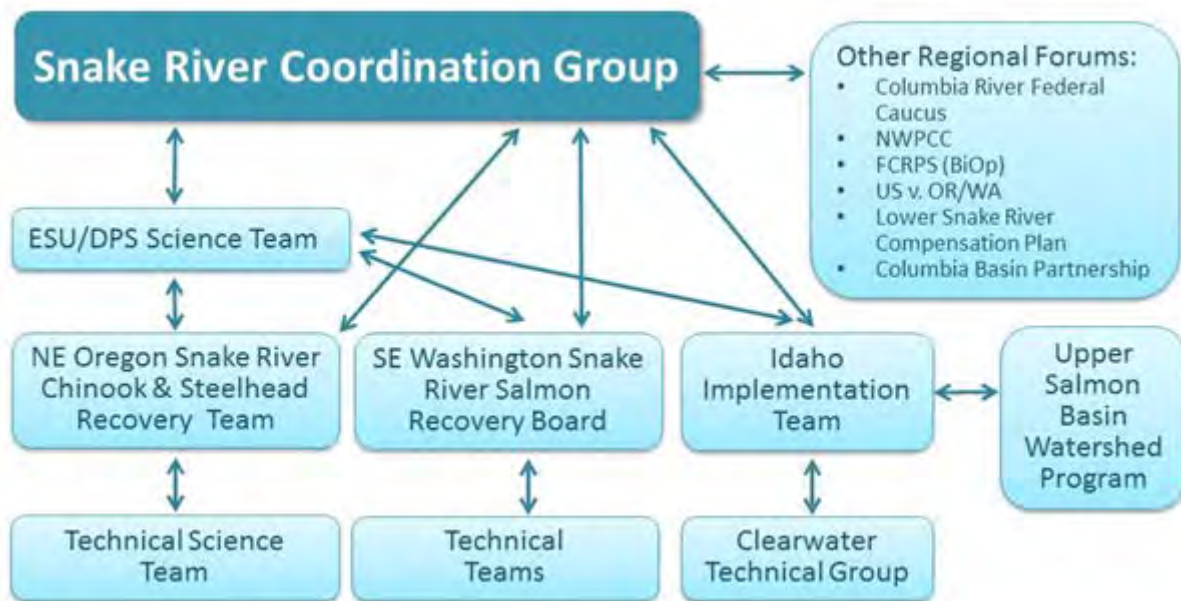 Snake River Coordination Group
Other Regional Forums:
• Columbia River Federal
Caucus
• NWPCC
• FCRPS (BiOp)
• US v. OR/WA
• Lower Snake River
Compensation Plan
• Columbia Basin Partnership
ESU/DPS Science Team
NE Oregon Snake River
Chinook & Steelhead
Recovery Team
SE Washington Snake
River Salmon
Recovery Board
Idaho
Implementation
Team
Upper
Salmon
Basin
Watershed
Program
Technical Science
Team
Technical
Teams
Clearwater
Technical Group